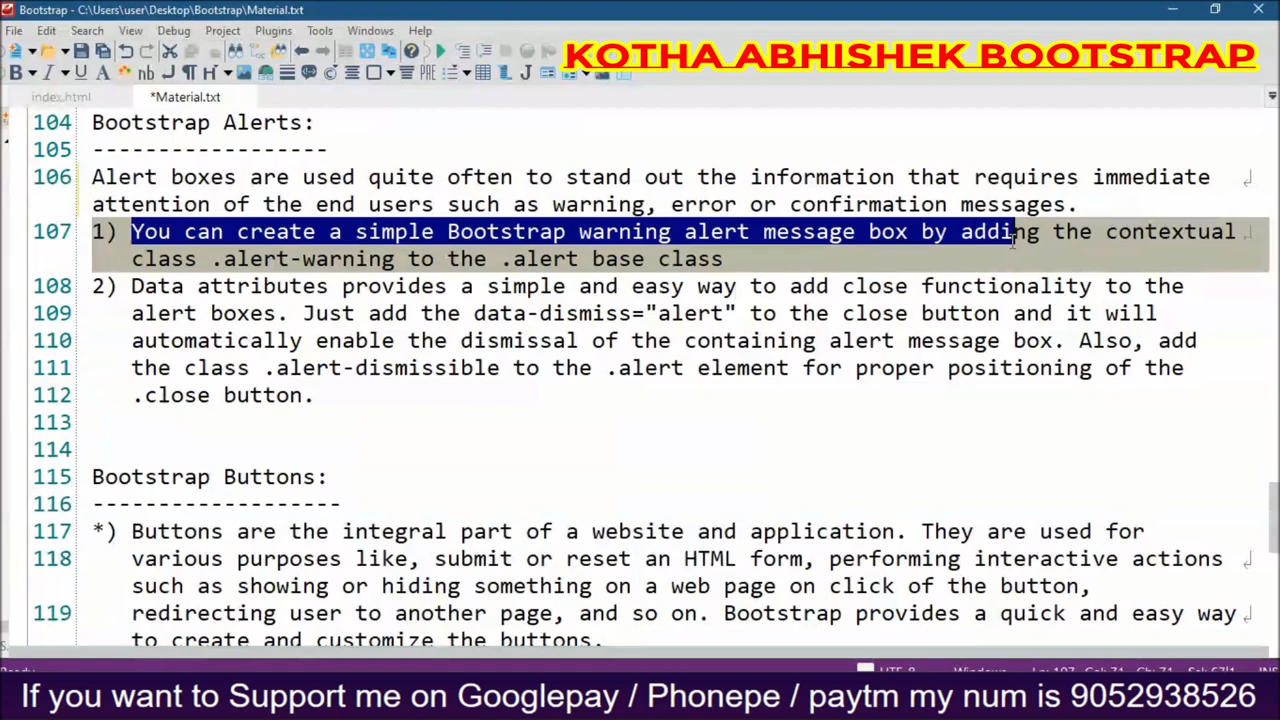 Bootstrap - C:\Users\user\Desktop\Bootstrap\Material.txt
File Edit Search View Debug Project Plugins Tools Windows Help
KOTHA ABHISHEK BOOTSTRAP
index.html *Material.txt
104 Bootstrap Alerts:
105 ------------------
106 Alert boxes are used quite often to stand out the information that requires immediate
attention of the end users such as warning, error or confirmation messages.
107 1) You can create a simple Bootstrap warning alert message box by adding the contextual
class .alert-warning to the .alert base class
108 2) Data attributes provides a simple and easy way to add close functionality to the
109 alert boxes. Just add the data-dismiss="alert" to the close button and it will
110 automatically enable the dismissal of the containing alert message box. Also, add
111 the class .alert-dismissible to the .alert element for proper positioning of the
112 .close button.
113
114
115 Bootstrap Buttons:
116 -------------------
117 *) Buttons are the integral part of a website and application. They are used for
118 various purposes like, submit or reset an HTML form, performing interactive actions
such as showing or hiding something on a web page on click of the button,
119 redirecting user to another page, and so on. Bootstrap provides a quick and easy way
to create and customize the buttons.
If you want to Support me on Googlepay / Phonepe / paytm my num is 9052938526